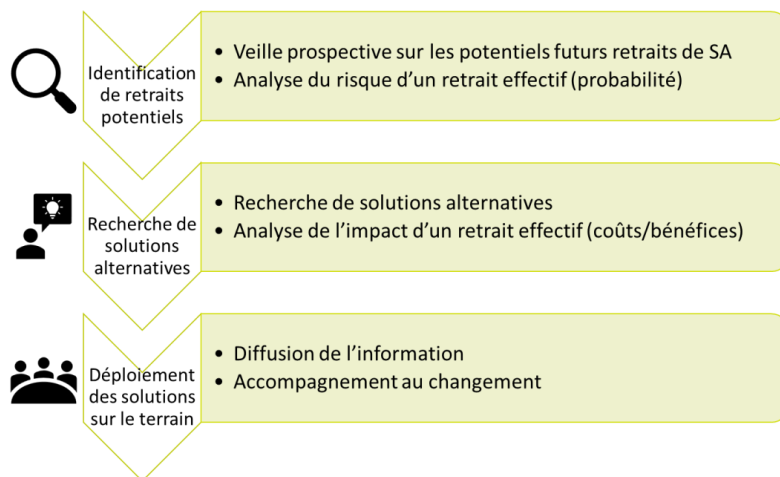 Identification
de retraits
potentiels
• Veille prospective sur les potentiels futurs retraits de SA
• Analyse du risque d’un retrait effectif (probabilité)
Recherche de
solutions
alternatives
• Recherche de solutions alternatives
• Analyse de l’impact d’un retrait effectif (coûts/bénéfices)
Déploiement
des solutions
sur le terrain
• Diffusion de l’information
• Accompagnement au changement